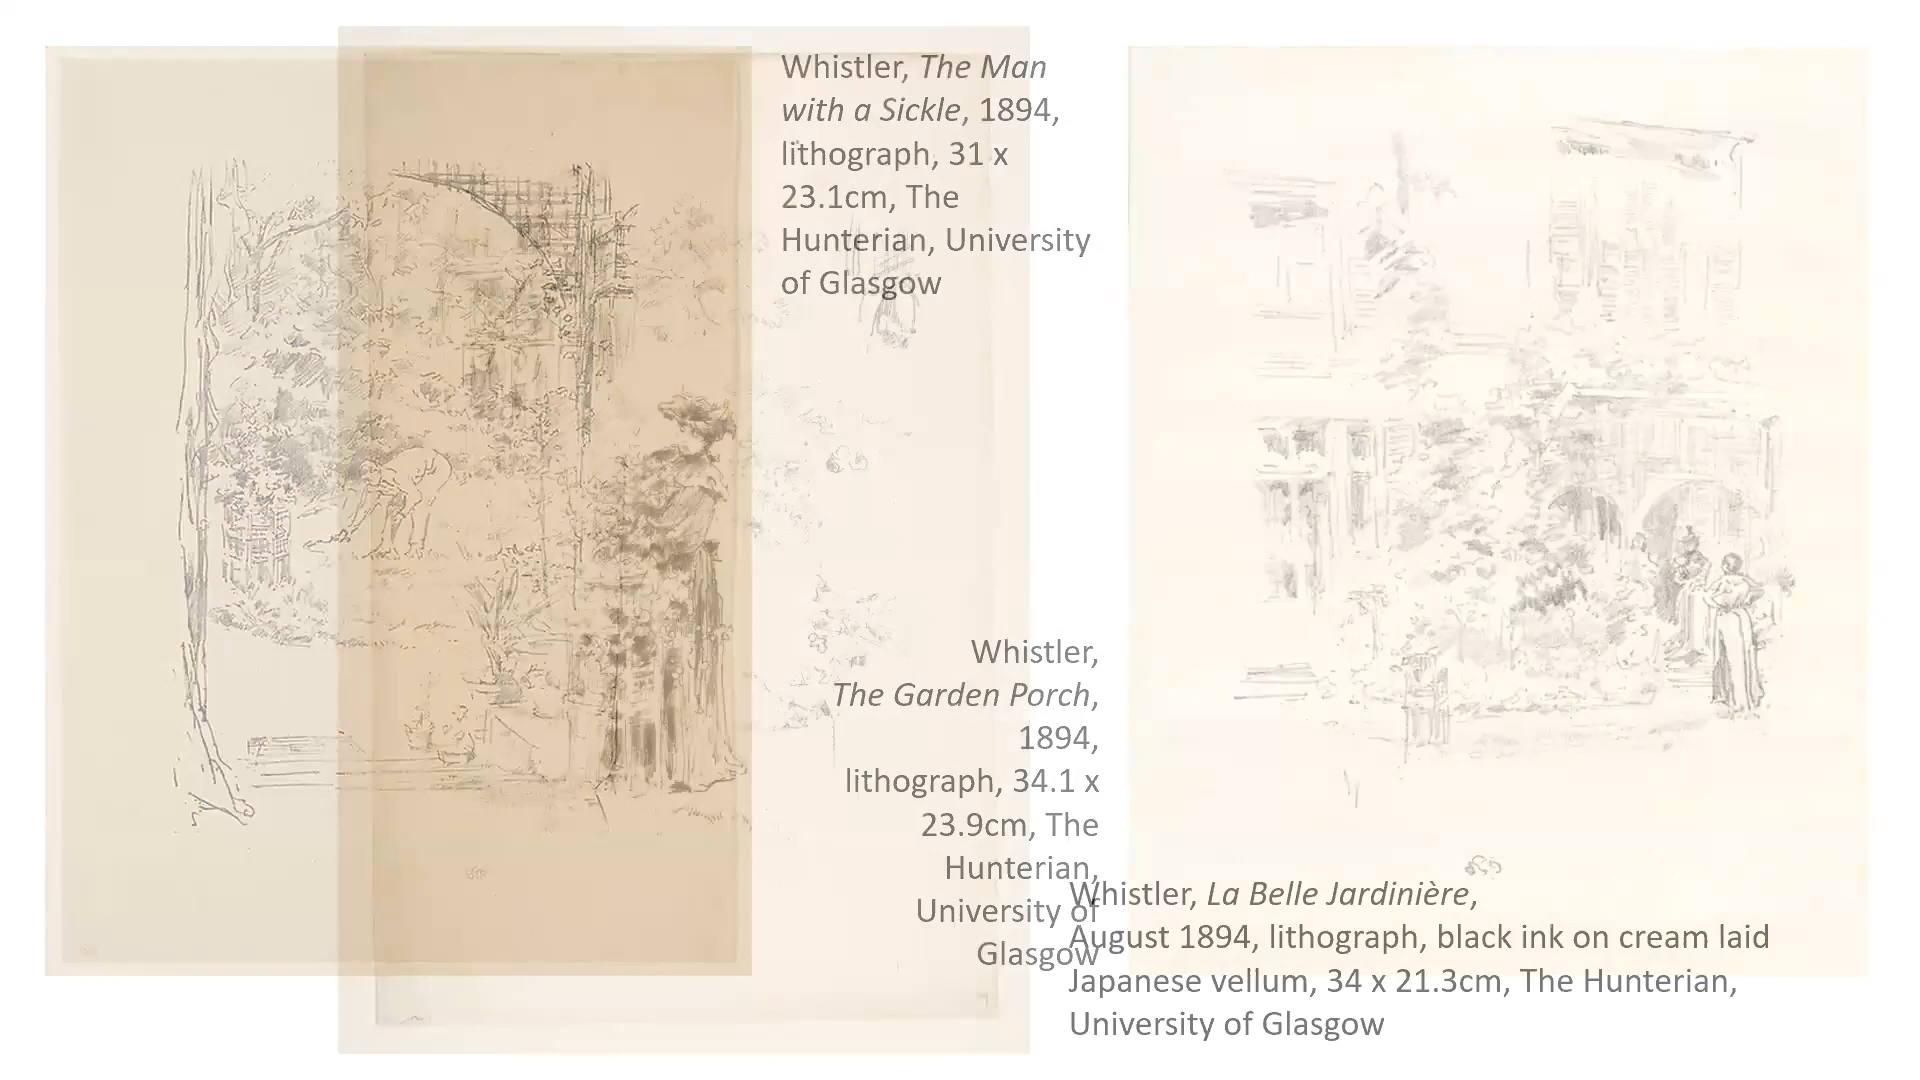 Whistler, The Man
with a Sickle, 1894,
lithograph, 31 x
23.1cm, The
Hunterian, University
of Glasgow
Whistler,
The Garden Porch,
1894,
lithograph, 34.1 x
23.9cm, The
Hunterian,
University of
Glasgow
Whistler, La Belle Jardinière,
August 1894, lithograph, black ink on cream laid
Japanese vellum, 34 x 21.3cm, The Hunterian,
University of Glasgow